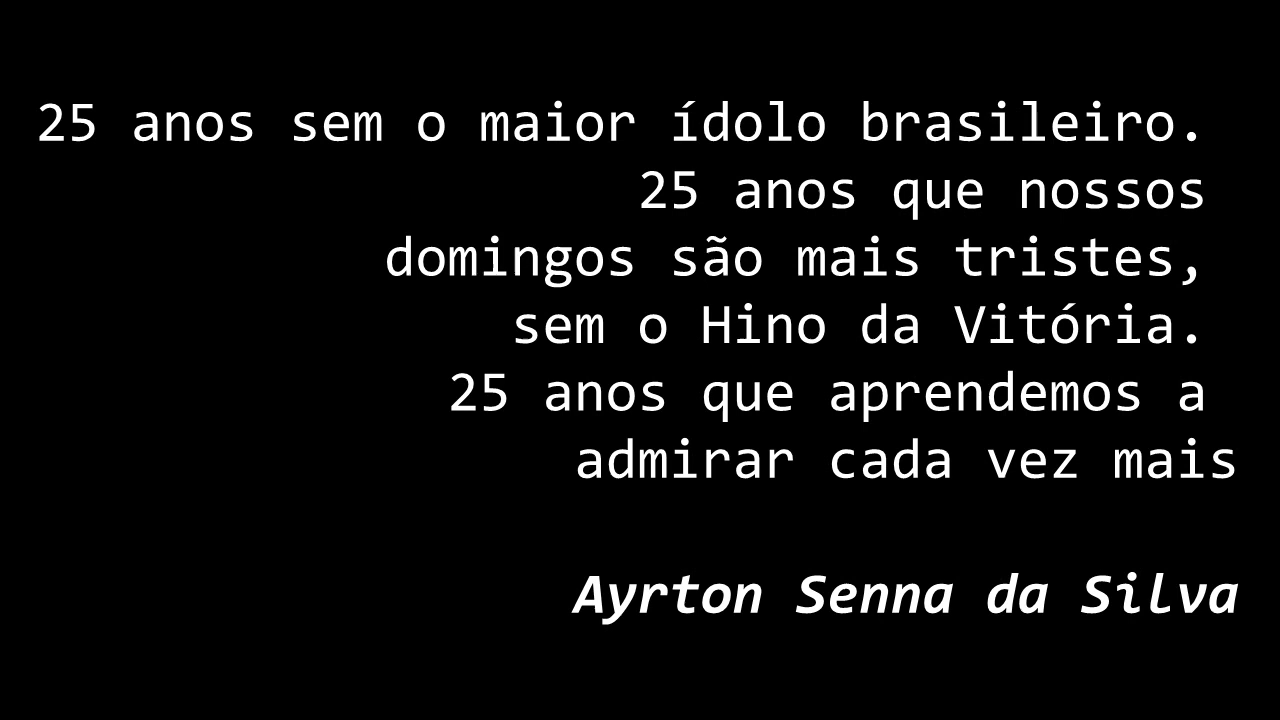 25 anos sem o maior ídolo brasileiro.
25 anos que nossos
domingos são mais tristes,
sem o Hino da Vitória.
25 anos que aprendemos a
admirar cada vez mais
Ayrton Senna da Silva